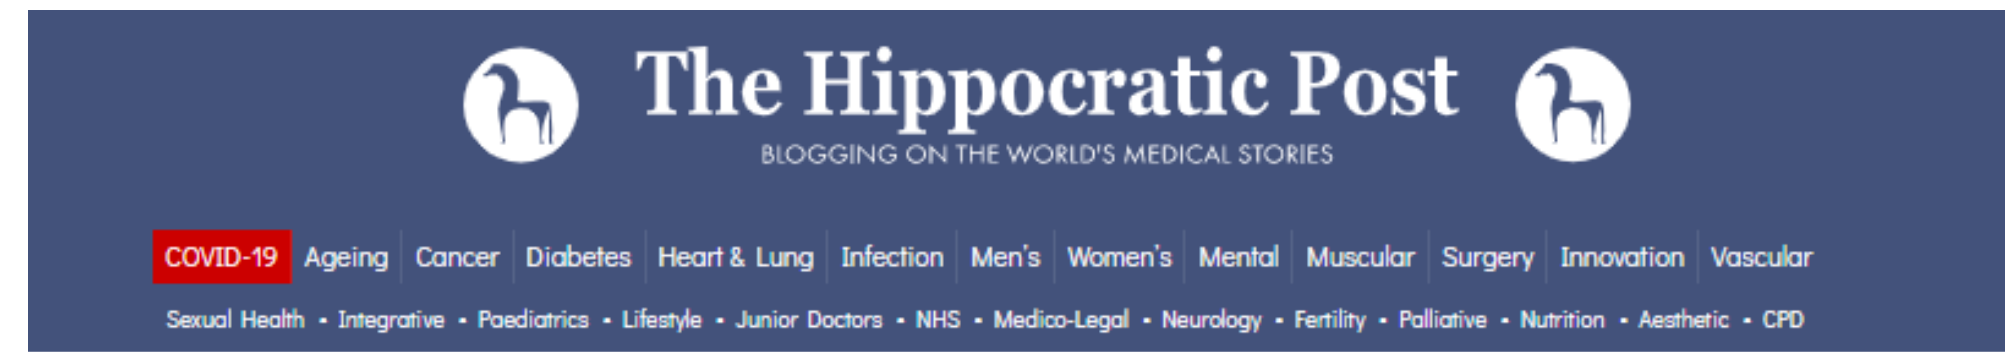 The Hippocratic Post
BLOGGING ON THE WORLD'S MEDICAL STORIES
COVID-19 Ageing Cancer Diabetes Heart & Lung Infection Men's Women's Mental Muscular Surgery Innovation Vascular
Sexual Health - Integrative - Paediatrics - Lifestyle - Junior Doctors - NHS - Medico-Legal - Neurology - Fertility - Palliative - Nutrition - Aesthetic - CPD